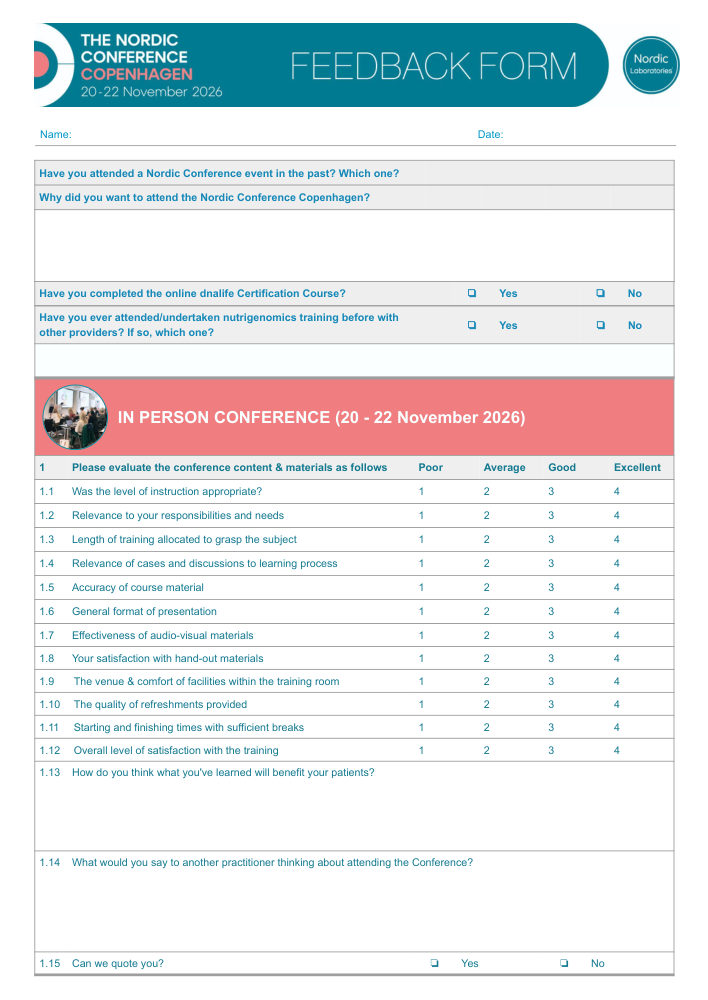 THE NORDIC
CONFERENCE
COPENHAGEN
20-22 November 2026
FEEDBACK FORM
Nordic
Laboratories
Name: Date:
Have you attended a Nordic Conference event in the past? Which one?
Why did you want to attend the Nordic Conference Copenhagen?
Have you completed the online dnalife Certification Course? ❏ Yes ❏ No
Have you ever attended/undertaken nutrigenomics training before with
other providers? If so, which one? ❏ Yes ❏ No
IN PERSON CONFERENCE (20 - 22 November 2026)
1 Please evaluate the conference content & materials as follows Poor Average Good Excellent
1.1 Was the level of instruction appropriate? 1 2 3 4
1.2 Relevance to your responsibilities and needs 1 2 3 4
1.3 Length of training allocated to grasp the subject 1 2 3 4
1.4 Relevance of cases and discussions to learning process 1 2 3 4
1.5 Accuracy of course material 1 2 3 4
1.6 General format of presentation 1 2 3 4
1.7 Effectiveness of audio-visual materials 1 2 3 4
1.8 Your satisfaction with hand-out materials 1 2 3 4
1.9 The venue & comfort of facilities within the training room 1 2 3 4
1.10 The quality of refreshments provided 1 2 3 4
1.11 Starting and finishing times with sufficient breaks 1 2 3 4
1.12 Overall level of satisfaction with the training 1 2 3 4
1.13 How do you think what you've learned will benefit your patients?
1.14 What would you say to another practitioner thinking about attending the Conference?
1.15 Can we quote you? ❏ Yes ❏ No